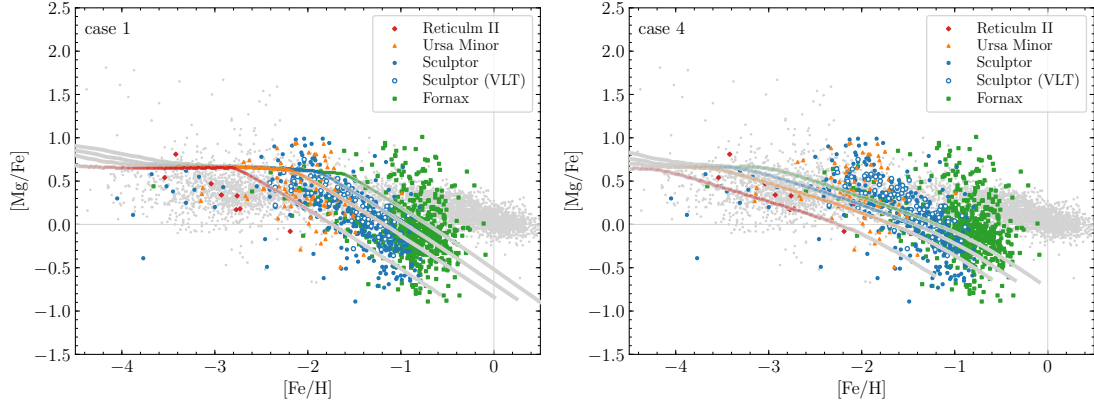 case 1
Reticulm II
Ursa Minor
Sculptor
Sculptor (VLT)
Fornax
2.5
2.0
1.5
1.0
0.5
0.0
−0.5
−1.0
−1.5
[Mg/Fe]
−4
−3
−2
−1
0
[Fe/H]
case 4
Reticulm II
Ursa Minor
Sculptor
Sculptor (VLT)
Fornax
2.5
2.0
1.5
1.0
0.5
0.0
−0.5
−1.0
−1.5
[Mg/Fe]
−4
−3
−2
−1
0
[Fe/H]